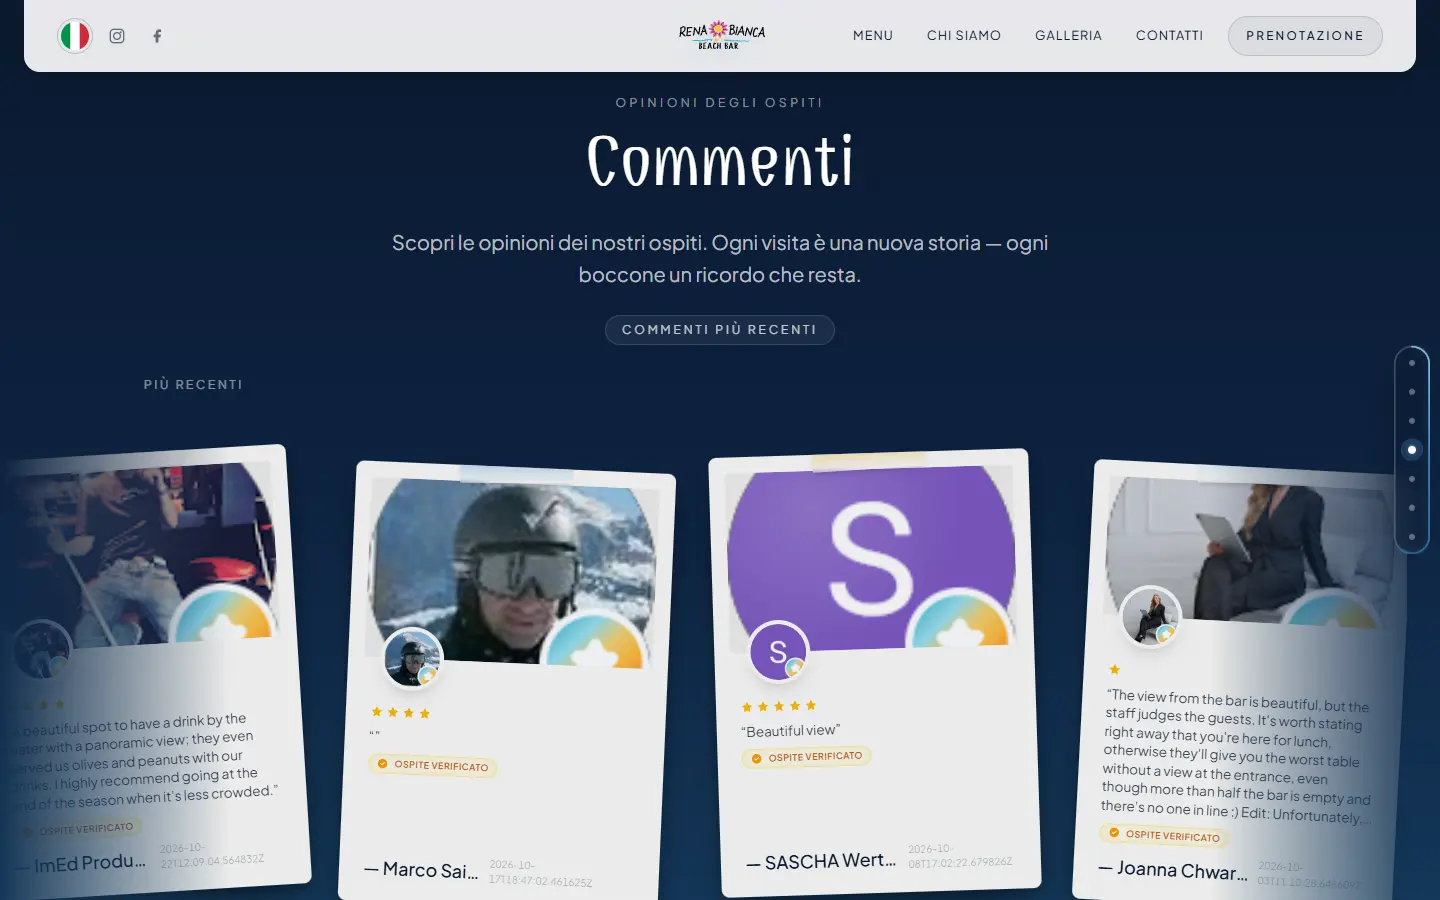 RENA BIANCA
BEACH BAR
MENU
CHI SIAMO
GALLERIA
CONTATTI
PRENOTAZIONE
OPINIONI DEGLI OSPITI
Commenti
Scopri le opinioni dei nostri ospiti. Ogni visita è una nuova storia — ogni
boccone un ricordo che resta.
COMMENTI PIÙ RECENTI
PIÙ RECENTI
beautiful spot to have a drink by the
with a panoramic view; they even
served us olives and peanuts with our
drinks. I highly recommend going at the
end of the season when it's less crowded.”
OSPITE VERIFICATO
— ImEd Produ...
2026-10-
22T12:09:04.564832Z
“ ”
OSPITE VERIFICATO
— Marco Sai...
2026-10-
17T18:47:02.461625Z
S
S
“Beautiful view”
OSPITE VERIFICATO
— SASCHA Wert...
2026-10-
08T17:02:22.679826Z
“The view from the bar is beautiful, but the
staff judges the guests. It's worth stating
right away that you're here for lunch,
otherwise they'll give you the worst table
without a view at the entrance, even
though more than half the bar is empty and
there's no one in line :) Edit: Unfortunately,...
OSPITE VERIFICATO
— Joanna Chwar...
2026-10-